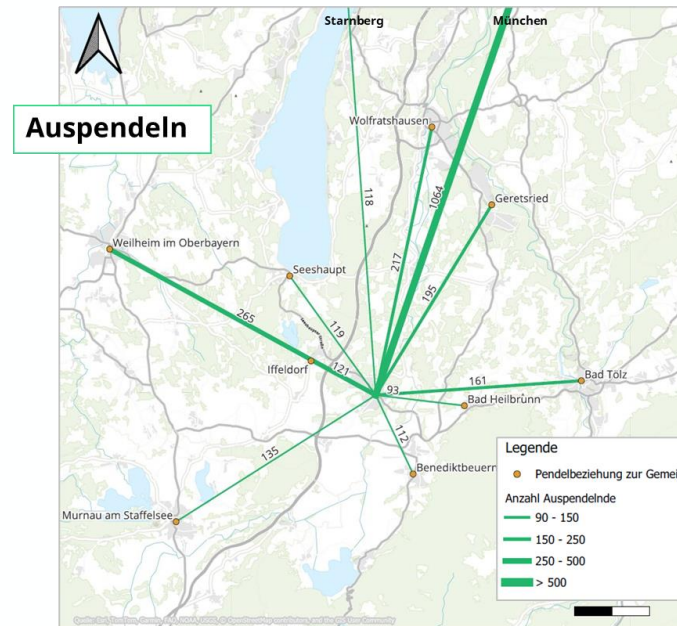 Starnberg
München
Auspendeln
Wolfratshausen
118
1064
Geretsried
217
Weilheim im Oberbayern
Seeshaupt
195
265
119
Iffeldorf
121
93
161
Bad Tölz
Bad Heilbrunn
112
135
Benediktbeuern
Murnau am Staffelsee
Legende
Pendelbeziehung zur Gemei
Anzahl Auspendelnde
90 - 150
150 - 250
250 - 500
> 500